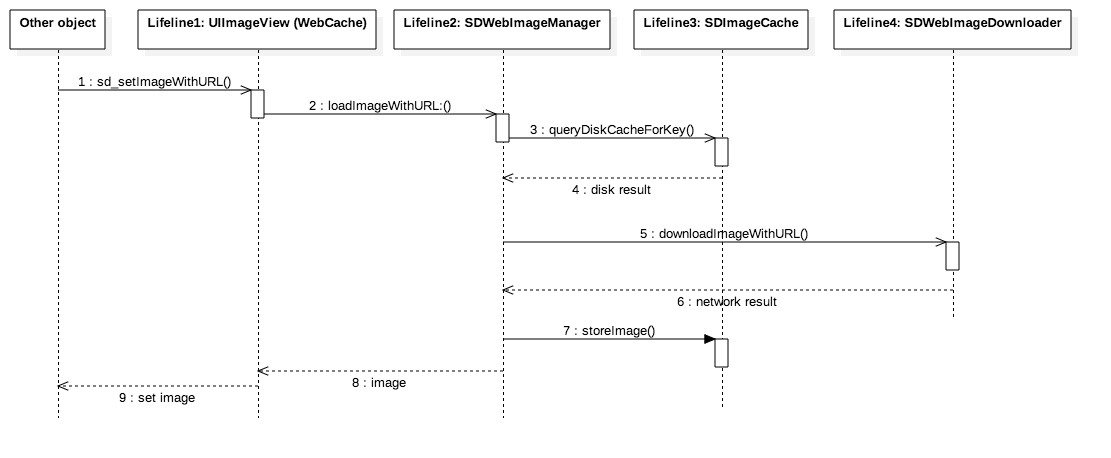 Other object
Lifeline1: UIImageView (WebCache)
Lifeline2: SDWebImageManager
Lifeline3: SDImageCache
Lifeline4: SDWebImageDownloader
1 : sd_setImageWithURL()
2 : loadImageWithURL:()
3 : queryDiskCacheForKey()
4 : disk result
5 : downloadImageWithURL()
6 : network result
7 : storeImage()
8 : image
9 : set image